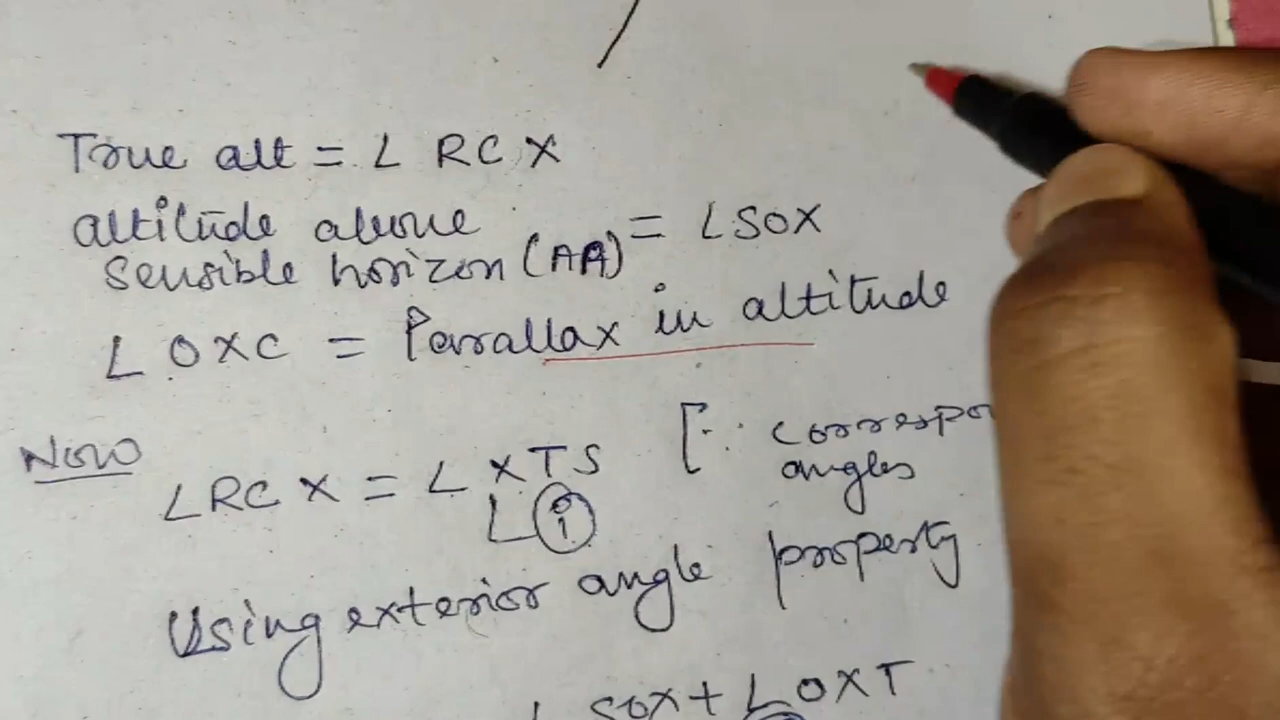 True alt = ∠ RCX
altitude above
sensible horizon (AA) = ∠SOX
∠ OXC = Parallax in altitude
Now
∠RCX = ∠ XTS [∵ correspo
angles
∟ⓘ
Using exterior angle property
∠ SOX + ∠OXT